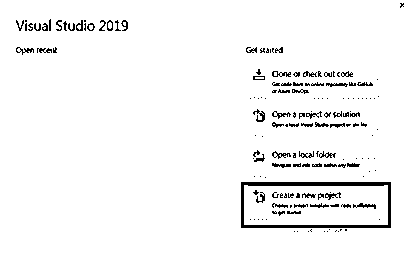 Visual Studio 2019
Open recent
Get started
Clone or check out code
Get code from an online repository like GitHub
or Azure DevOps
Open a project or solution
Open a local Visual Studio project or .sln file
Open a local folder
Navigate and edit code within any folder
Create a new project
Choose a project template with code scaffolding
to get started